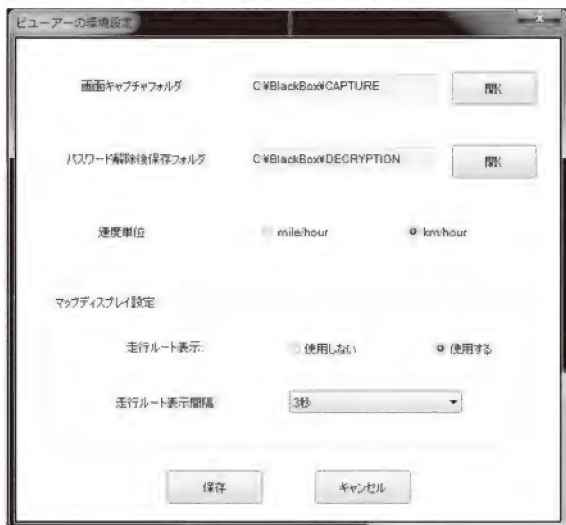 ビューアーの環境設定
画面キャプチャフォルダ C:¥BlackBox¥CAPTURE 開く
パスワード解除後保存フォルダ C:¥BlackBox¥DECRYPTION 開く
速度単位 mile/hour km/hour
マップディスプレイ設定
走行ルート表示: 使用しない 使用する
走行ルート表示間隔 3秒
保存 キャンセル